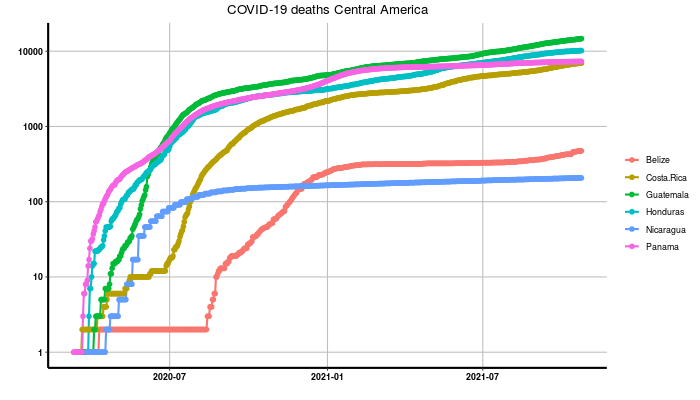 COVID-19 deaths Central America
10000
1000
100
10
1
2020-07
2021-01
2021-07
Belize
Costa.Rica
Guatemala
Honduras
Nicaragua
Panama